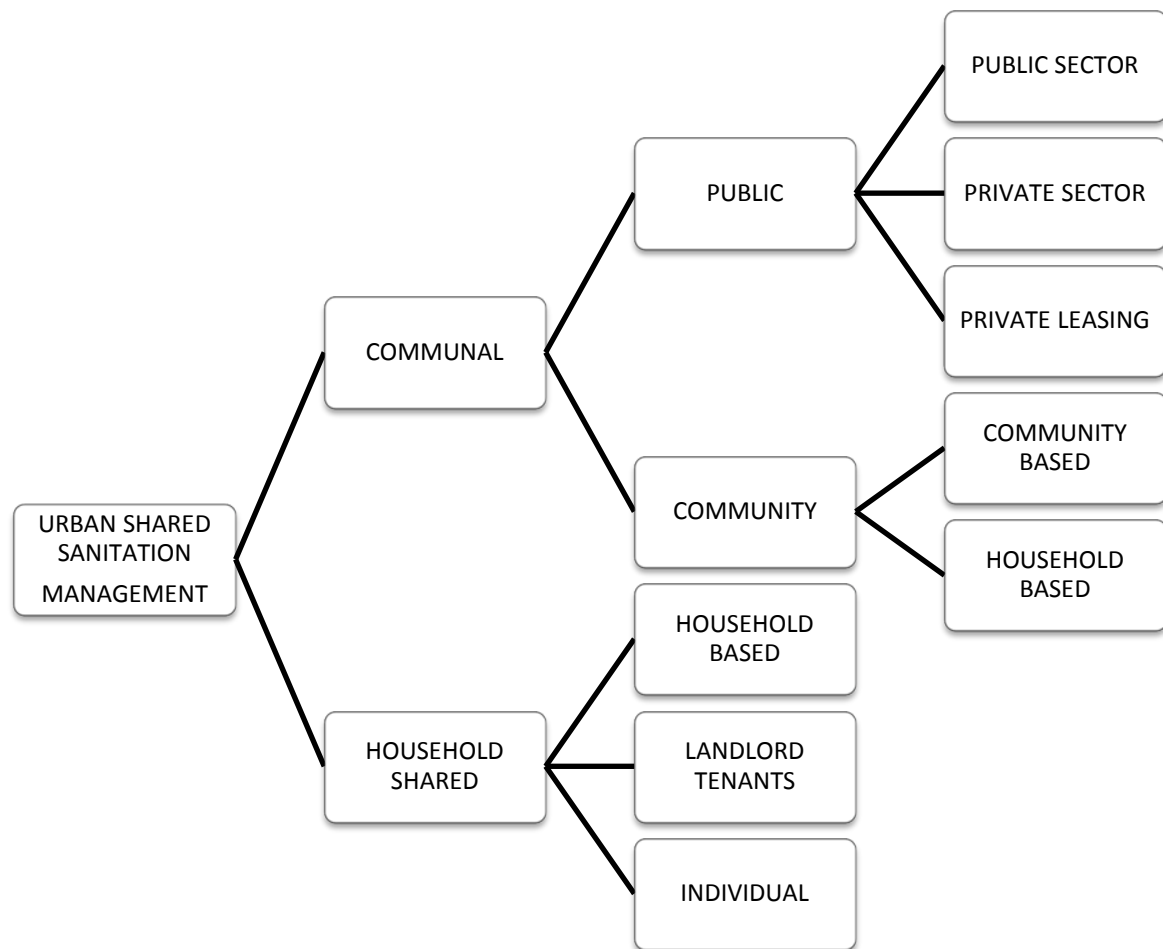 PUBLIC SECTOR
PUBLIC
PRIVATE SECTOR
PRIVATE LEASING
COMMUNAL
COMMUNITY
BASED
COMMUNITY
URBAN SHARED
SANITATION
MANAGEMENT
HOUSEHOLD
BASED
HOUSEHOLD
BASED
HOUSEHOLD
SHARED
LANDLORD
TENANTS
INDIVIDUAL